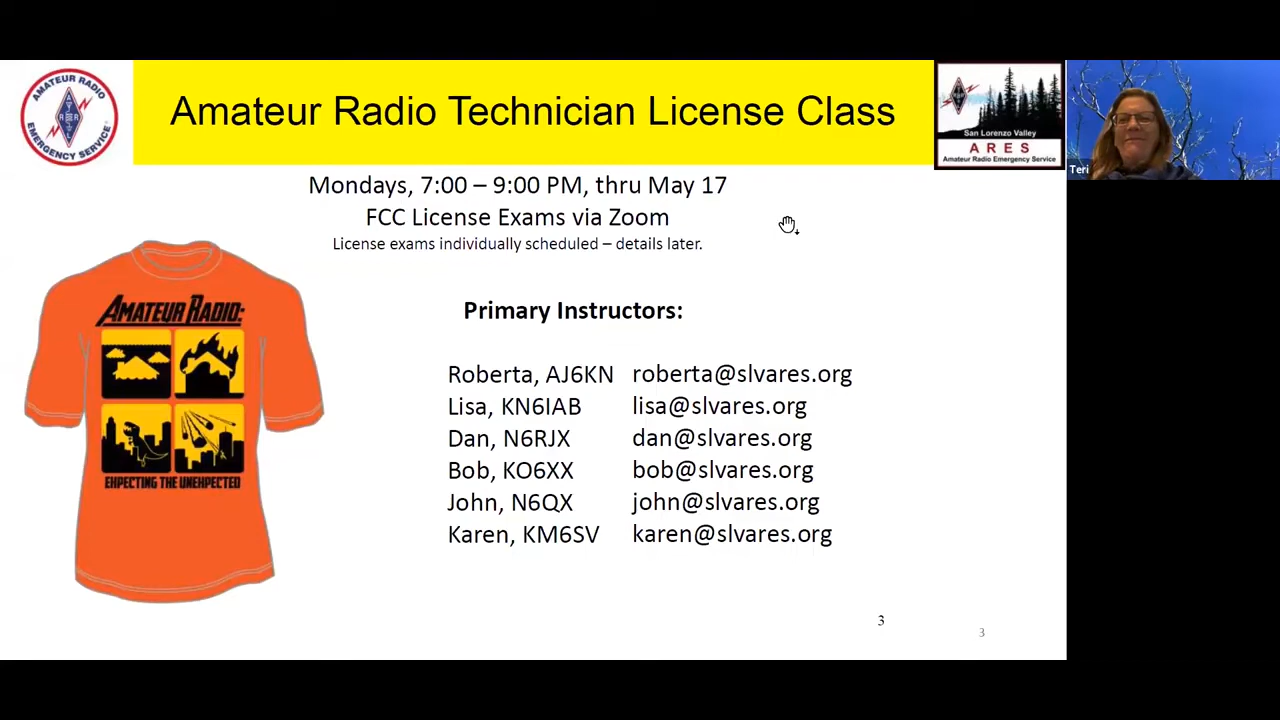 AMATEUR RADIO
EMERGENCY SERVICE
A
R R
L
Amateur Radio Technician License Class
San Lorenzo Valley
A R E S
Amateur Radio Emergency Service
Teri
Mondays, 7:00 – 9:00 PM, thru May 17
FCC License Exams via Zoom
License exams individually scheduled – details later.
AMATEUR RADIO:
EXPECTING THE UNEXPECTED
Primary Instructors:
Roberta, AJ6KN roberta@slvares.org
Lisa, KN6IAB lisa@slvares.org
Dan, N6RJX dan@slvares.org
Bob, KO6XX bob@slvares.org
John, N6QX john@slvares.org
Karen, KM6SV karen@slvares.org
3
3